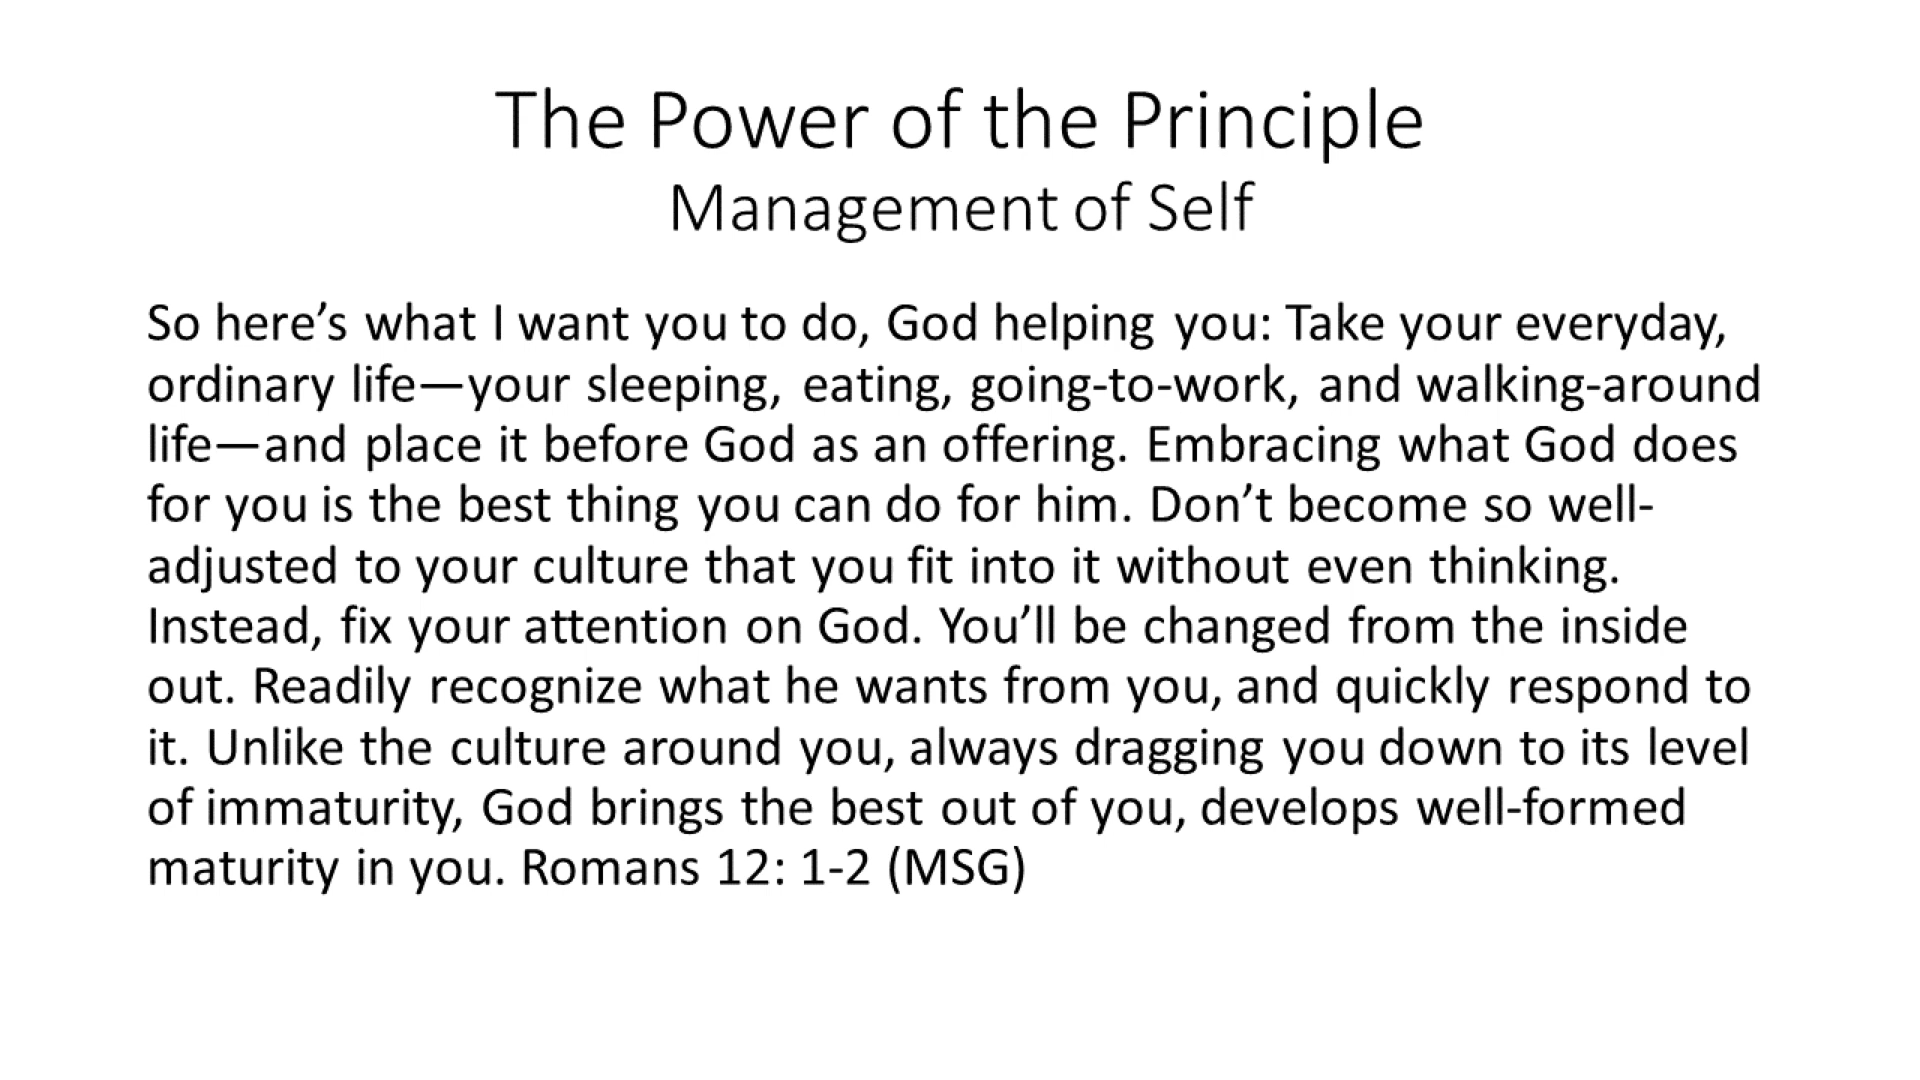 The Power of the Principle
Management of Self
So here’s what I want you to do, God helping you: Take your everyday,
ordinary life—your sleeping, eating, going-to-work, and walking-around
life—and place it before God as an offering. Embracing what God does
for you is the best thing you can do for him. Don’t become so well-
adjusted to your culture that you fit into it without even thinking.
Instead, fix your attention on God. You’ll be changed from the inside
out. Readily recognize what he wants from you, and quickly respond to
it. Unlike the culture around you, always dragging you down to its level
of immaturity, God brings the best out of you, develops well-formed
maturity in you. Romans 12: 1-2 (MSG)